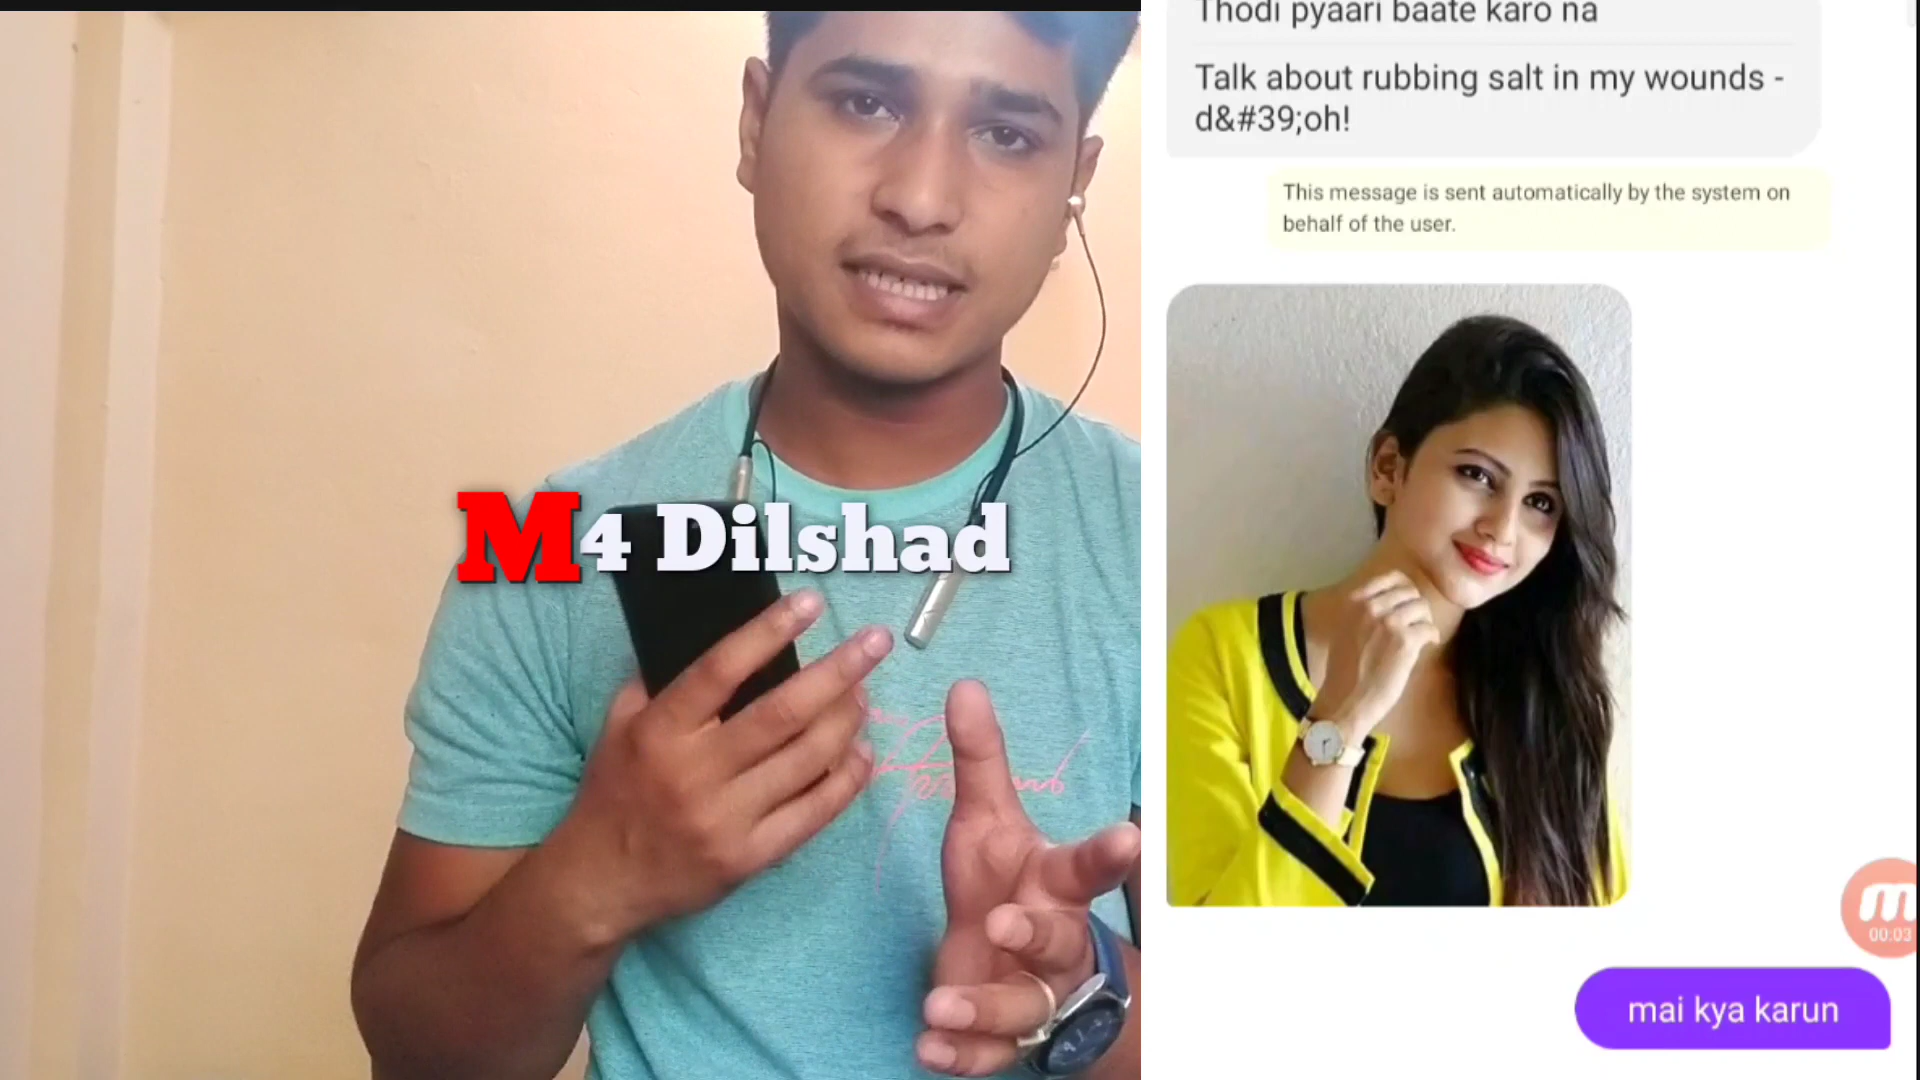 M4 Dilshad
Thodi pyaari baate karo na
Talk about rubbing salt in my wounds -
d&#39;oh!
This message is sent automatically by the system on
behalf of the user.
m
00:03
mai kya karun